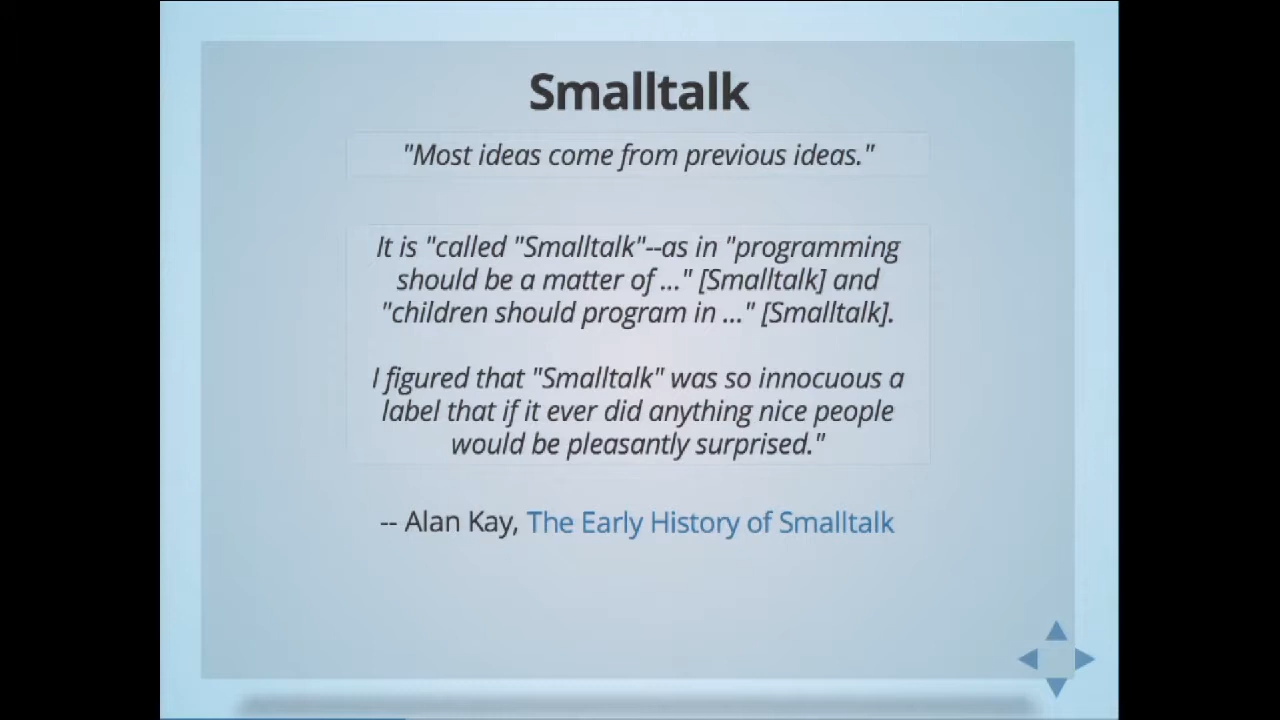 Smalltalk
"Most ideas come from previous ideas."
It is "called "Smalltalk"--as in "programming
should be a matter of ..." [Smalltalk] and
"children should program in ..." [Smalltalk].
I figured that "Smalltalk" was so innocuous a
label that if it ever did anything nice people
would be pleasantly surprised."
-- Alan Kay, The Early History of Smalltalk